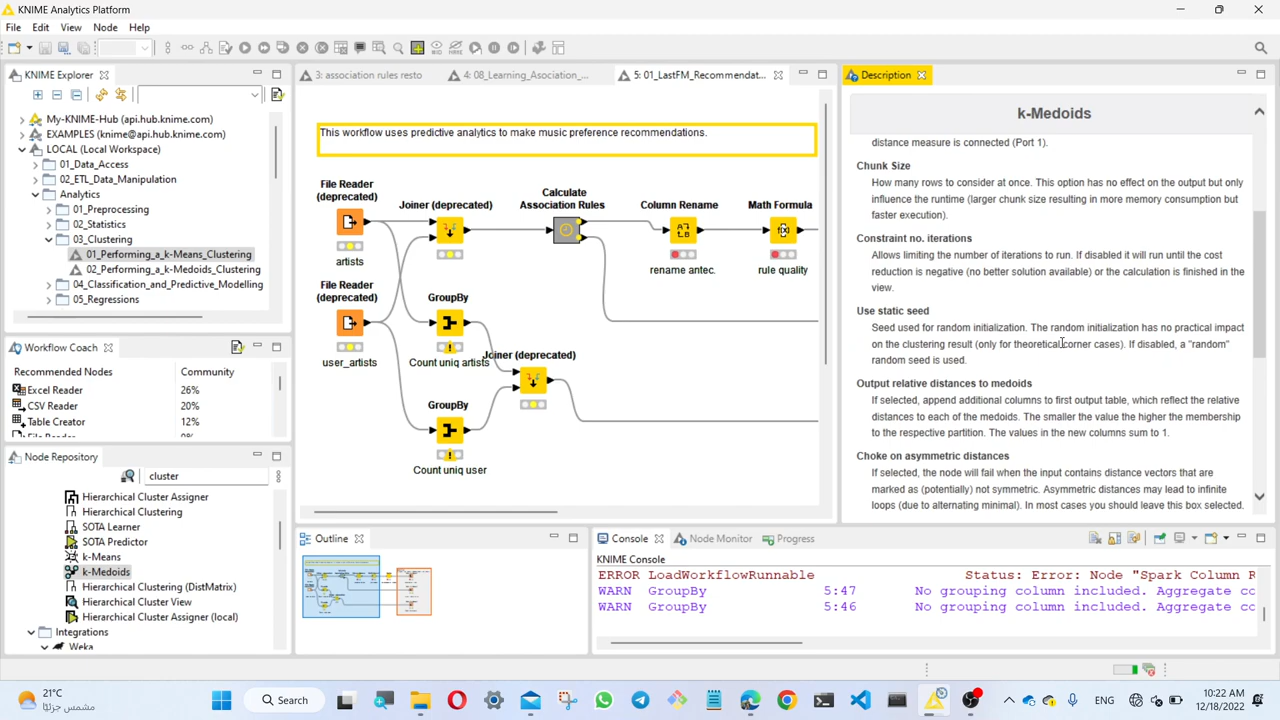 KNIME Analytics Platform
File Edit View Node Help
KNIME Explorer
My-KNIME-Hub (api.hub.knime.com)
EXAMPLES (knime@api.hub.knime.com)
LOCAL (Local Workspace)
01_Data_Access
02_ETL_Data_Manipulation
Analytics
01_Preprocessing
02_Statistics
03_Clustering
01_Performing_a_k-Means_Clustering
02_Performing_a_k-Medoids_Clustering
04_Classification_and_Predictive_Modelling
05_Regressions
Workflow Coach
Recommended Nodes Community
Excel Reader 26%
CSV Reader 20%
Table Creator 12%
Node Repository
cluster
Hierarchical Cluster Assigner
Hierarchical Clustering
SOTA Learner
SOTA Predictor
k-Means
k-Medoids
Hierarchical Clustering (DistMatrix)
Hierarchical Cluster View
Hierarchical Cluster Assigner (local)
Integrations
Weka
3: association rules resto
4: 08_Learning_Asociation_...
5: 01_LastFM_Recommendat...
This workflow uses predictive analytics to make music preference recommendations.
File Reader
(deprecated)
artists
Joiner (deprecated)
Calculate
Association Rules
Column Rename
rename antec.
Math Formula
rule quality
File Reader
(deprecated)
user_artists
GroupBy
Count uniq artists
Joiner (deprecated)
GroupBy
Count uniq user
Outline
Description
k-Medoids
distance measure is connected (Port 1).
Chunk Size
How many rows to consider at once. This option has no effect on the output but only
influence the runtime (larger chunk size resulting in more memory consumption but
faster execution).
Constraint no. iterations
Allows limiting the number of iterations to run. If disabled it will run until the cost
reduction is negative (no better solution available) or the calculation is finished in the
view.
Use static seed
Seed used for random initialization. The random initialization has no practical impact
on the clustering result (only for theoretical corner cases). If disabled, a "random"
random seed is used.
Output relative distances to medoids
If selected, append additional columns to first output table, which reflect the relative
distances to each of the medoids. The smaller the value the higher the membership
to the respective partition. The values in the new columns sum to 1.
Choke on asymmetric distances
If selected, the node will fail when the input contains distance vectors that are
marked as (potentially) not symmetric. Asymmetric distances may lead to infinite
loops (due to alternating minimal). In most cases you should leave this box selected.
Console Node Monitor Progress
KNIME Console
ERROR LoadWorkflowRunnable Status: Error: Node "Spark Column R
WARN GroupBy 5:47 No grouping column included. Aggregate co
WARN GroupBy 5:46 No grouping column included. Aggregate co
21°C
مشمس جزئيًا
Search
ENG
10:22 AM
12/18/2022